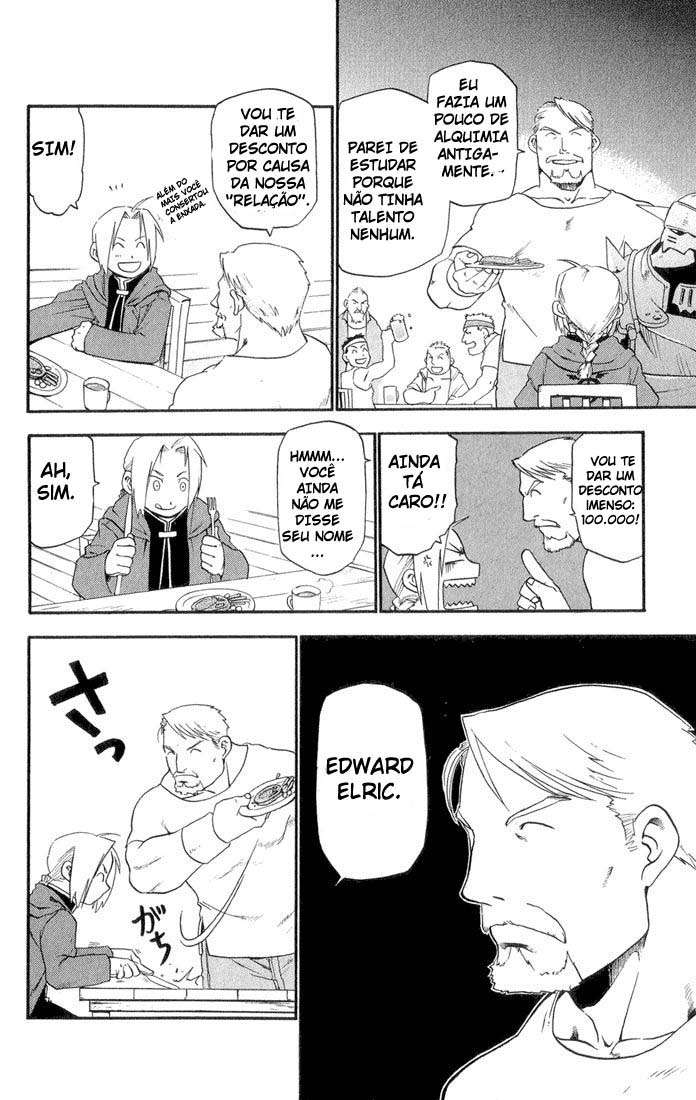 EU
FAZIA UM
POUCO DE
ALQUIMIA
ANTIGA-
MENTE.
PAREI DE
ESTUDAR
PORQUE
NÃO TINHA
TALENTO
NENHUM.
VOU TE
DAR UM
DESCONTO
POR CAUSA
DA NOSSA
"RELAÇÃO".
ALÉM DO
MAIS VOCÊ
CONSERTOU
A ENXADA.
SIM!
VOU TE
DAR UM
DESCONTO
IMENSO:
100.000!
AINDA
TÁ
CARO!!
HMMM...
VOCÊ
AINDA
NÃO ME
DISSE
SEU NOME
...
AH,
SIM.
EDWARD
ELRIC.
サッ
がち